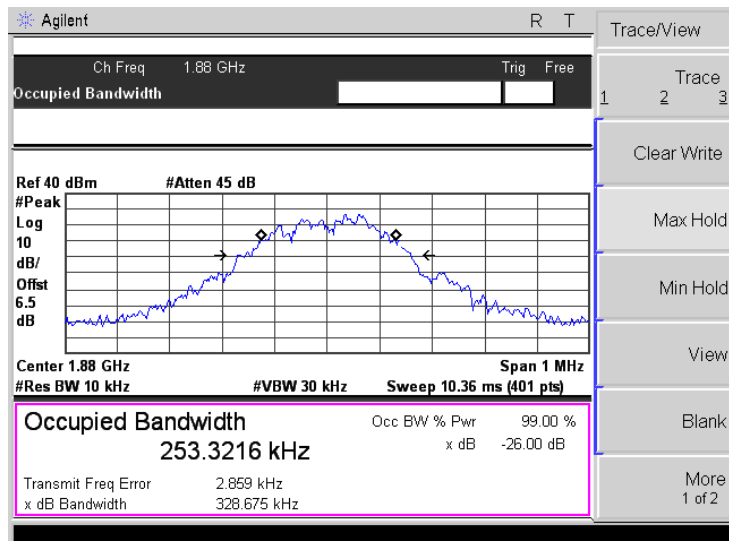 Agilent R T
Trace/View
Ch Freq 1.88 GHz Trig Free
Occupied Bandwidth
Trace
1 2 3
Clear Write
Ref 40 dBm #Atten 45 dB
#Peak
Log
10
dB/
Offst
6.5
dB
Max Hold
Min Hold
Center 1.88 GHz Span 1 MHz
#Res BW 10 kHz #VBW 30 kHz Sweep 10.36 ms (401 pts)
View
Occupied Bandwidth Occ BW % Pwr 99.00 %
253.3216 kHz x dB -26.00 dB
Blank
Transmit Freq Error 2.859 kHz
x dB Bandwidth 328.675 kHz
More
1 of 2